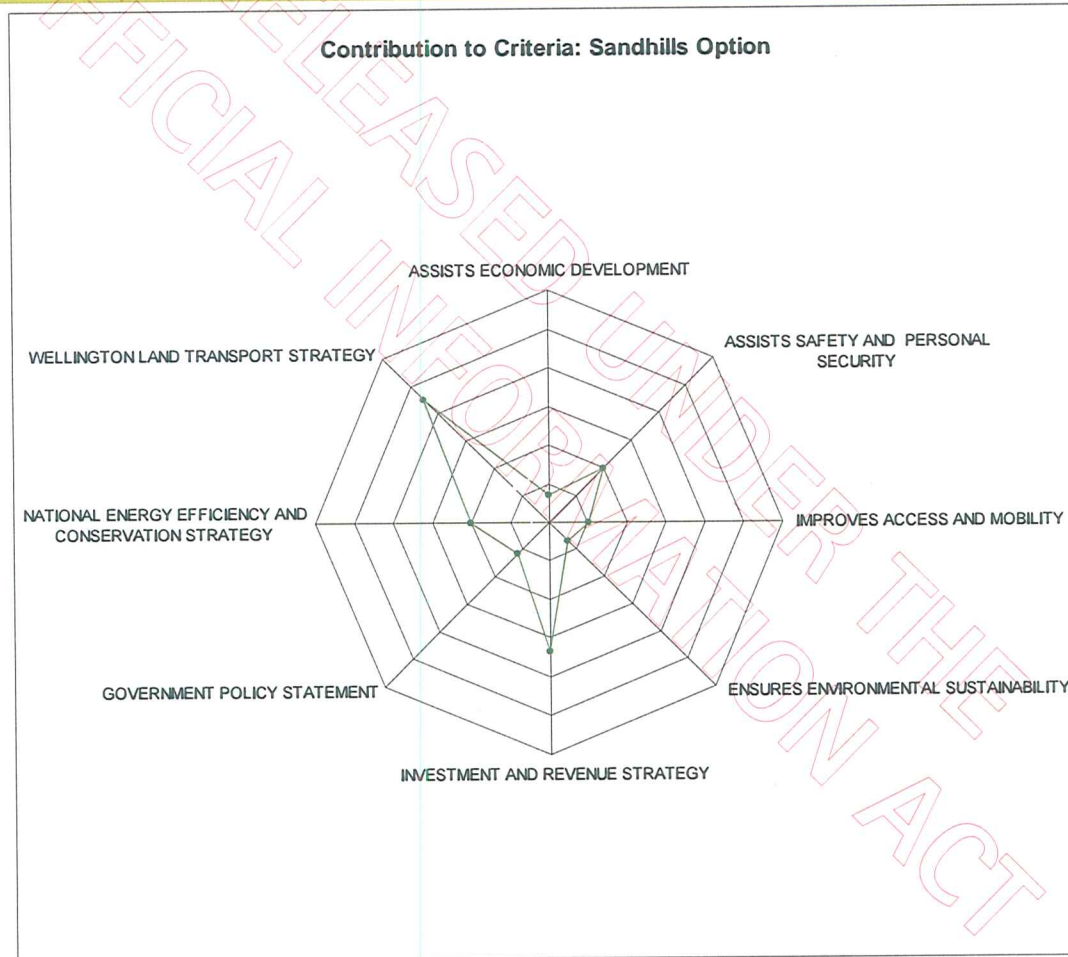 Contribution to Criteria: Sandhills Option
ASSISTS ECONOMIC DEVELOPMENT
ASSISTS SAFETY AND PERSONAL
SECURITY
WELLINGTON LAND TRANSPORT STRATEGY
NATIONAL ENERGY EFFICIENCY AND
CONSERVATION STRATEGY
IMPROVES ACCESS AND MOBILITY
GOVERNMENT POLICY STATEMENT
ENSURES ENVIRONMENTAL SUSTAINABILITY
INVESTMENT AND REVENUE STRATEGY
RELEASED UNDER THE
OFFICIAL INFORMATION ACT